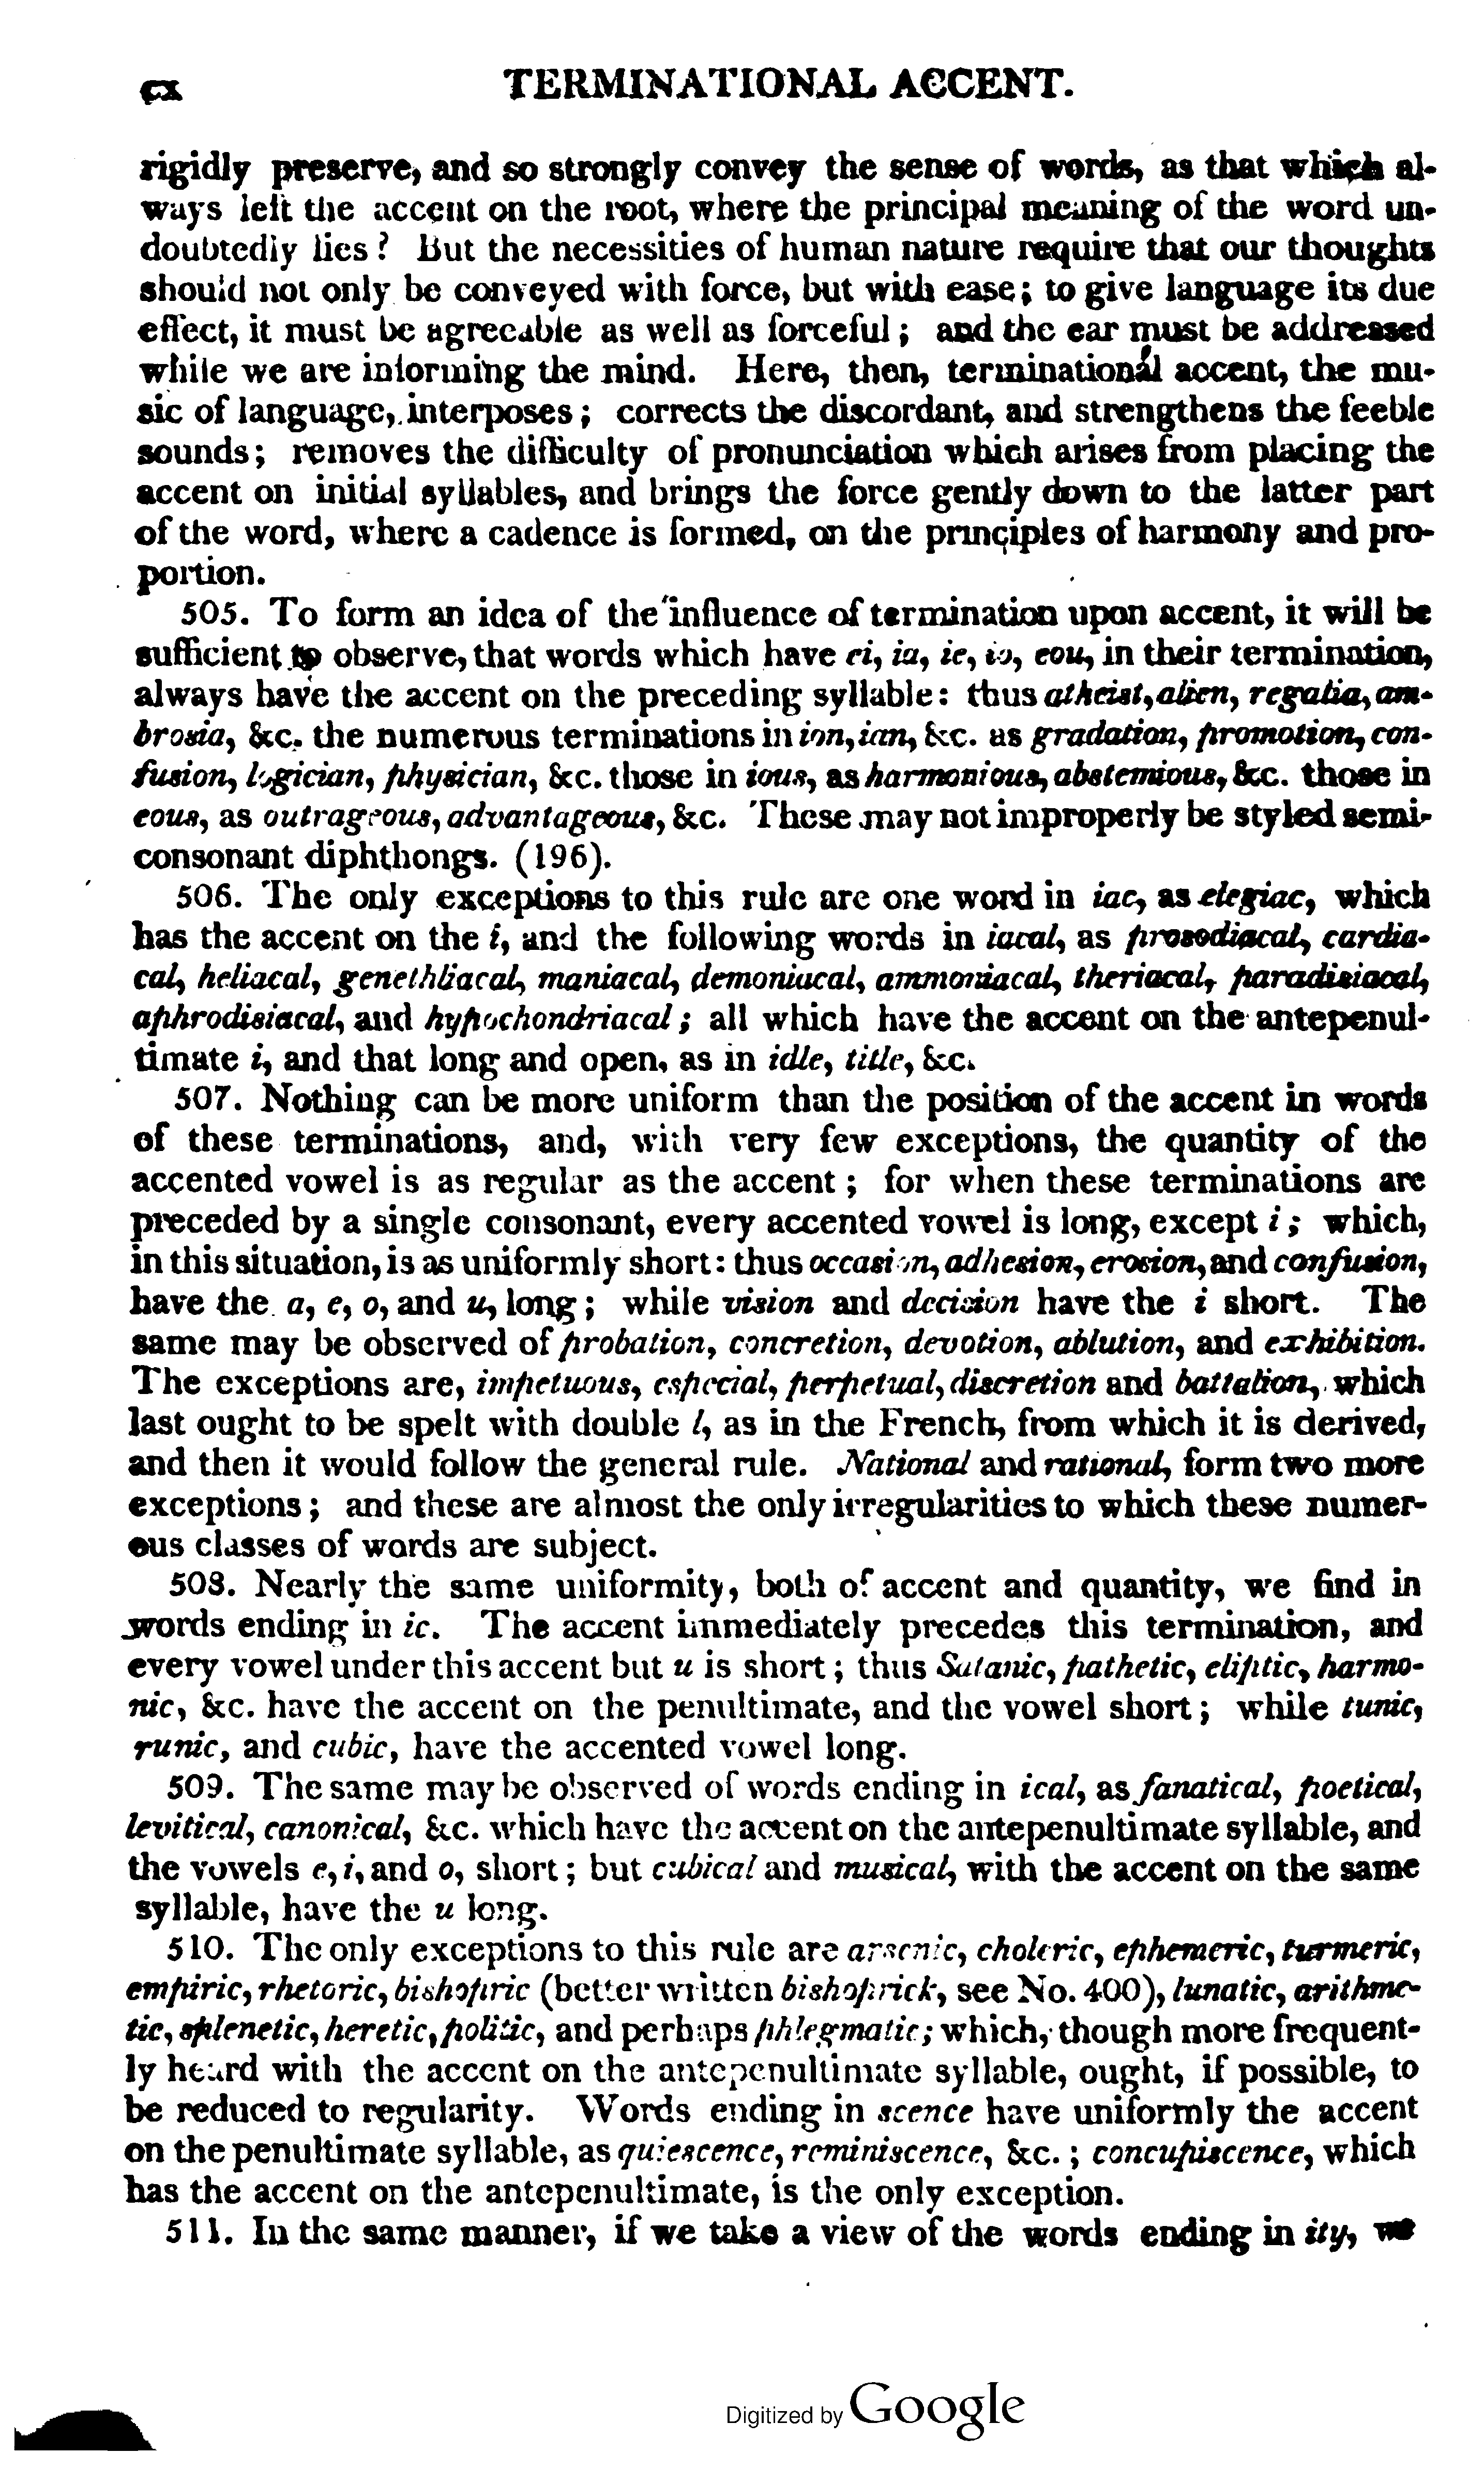 cx
TERMINATIONAL ACCENT.
rigidly preserve, and so strongly convey the sense of words, as that which al-
ways left the accent on the root, where the principal meaning of the word un-
doubtedly lies? But the necessities of human nature require that our thoughts
should not only be conveyed with force, but with ease; to give language its due
effect, it must be agreeable as well as forceful; and the ear must be addressed
while we are informing the mind. Here, then, terminational accent, the mu-
sic of language, interposes; corrects the discordant, and strengthens the feeble
sounds; removes the difficulty of pronunciation which arises from placing the
accent on initial syllables, and brings the force gently down to the latter part
of the word, where a cadence is formed, on the principles of harmony and pro-
portion.
505. To form an idea of the influence of termination upon accent, it will be
sufficient to observe, that words which have ei, ia, ie, io, eou, in their termination,
always have the accent on the preceding syllable: thus atheist, alien, regalia, am-
brosia, &c. the numerous terminations in ion, ian, &c. as gradation, promotion, con-
fusion, logician, physician, &c. those in ious, as harmonious, abstemious, &c. those in
eous, as outrageous, advantageous, &c. These may not improperly be styled semi-
consonant diphthongs. (196).
506. The only exceptions to this rule are one word in iac, as elegiac, which
has the accent on the i, and the following words in iacal, as prosodiacal, cardia-
cal, heliacal, genethliacal, maniacal, demoniacal, ammoniacal, theriacal, paradisiacal,
aphrodisiacal, and hypochondriacal; all which have the accent on the antepenul-
timate i, and that long and open, as in idle, title, &c.
507. Nothing can be more uniform than the position of the accent in words
of these terminations, and, with very few exceptions, the quantity of the
accented vowel is as regular as the accent; for when these terminations are
preceded by a single consonant, every accented vowel is long, except i; which,
in this situation, is as uniformly short: thus occasion, adhesion, erosion, and confusion,
have the a, e, o, and u, long; while vision and decision have the i short. The
same may be observed of probation, concretion, devotion, ablution, and exhibition.
The exceptions are, impetuous, especial, perpetual, discretion and battalion, which
last ought to be spelt with double l, as in the French, from which it is derived,
and then it would follow the general rule. National and rational, form two more
exceptions; and these are almost the only irregularities to which these numer-
ous classes of words are subject.
508. Nearly the same uniformity, both of accent and quantity, we find in
words ending in ic. The accent immediately precedes this termination, and
every vowel under this accent but u is short; thus Satanic, pathetic, eliptic, harmo-
nic, &c. have the accent on the penultimate, and the vowel short; while tunic,
runic, and cubic, have the accented vowel long.
509. The same may be observed of words ending in ical, as fanatical, poetical,
levitical, canonical, &c. which have the accent on the antepenultimate syllable, and
the vowels e, i, and o, short; but cubical and musical, with the accent on the same
syllable, have the u long.
510. The only exceptions to this rule are arsenic, choleric, ephemeric, turmeric,
empiric, rhetoric, bishopric (better written bishoprick, see No. 400), lunatic, arithme-
tic, splenetic, heretic, politic, and perhaps phlegmatic; which, though more frequent-
ly heard with the accent on the antepenultimate syllable, ought, if possible, to
be reduced to regularity. Words ending in scence have uniformly the accent
on the penultimate syllable, as quiescence, reminiscence, &c.; concupiscence, which
has the accent on the antepenultimate, is the only exception.
511. In the same manner, if we take a view of the words ending in ity, we
Digitized by Google